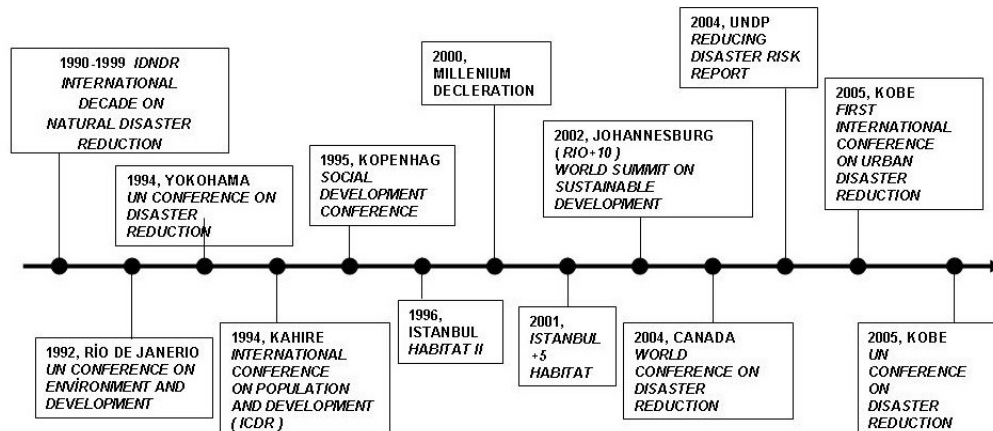 1990-1999 IDNDR
INTERNATIONAL
DECADE ON
NATURAL DISASTER
REDUCTION
1992, RİO DE JANERIO
UN CONFERENCE ON
ENVİRONMENT AND
DEVELOPMENT
1994, YOKOHAMA
UN CONFERENCE ON
DISASTER
REDUCTION
1994, KAHIRE
INTERNATIONAL
CONFERENCE
ON POPULATION
AND DEVELOPMENT
( ICDR )
1995, KOPENHAG
SOCIAL
DEVELOPMENT
CONFERENCE
1996,
ISTANBUL
HABITAT II
2000,
MILLENIUM
DECLERATION
2001,
ISTANBUL
+5
HABITAT
2002, JOHANNESBURG
( RIO+10 )
WORLD SUMMIT ON
SUSTAINABLE
DEVELOPMENT
2004, CANADA
WORLD
CONFERENCE ON
DISASTER
REDUCTION
2004, UNDP
REDUCING
DISASTER RISK
REPORT
2005, KOBE
FIRST
INTERNATIONAL
CONFERENCE
ON URBAN
DISASTER
REDUCTION
2005, KOBE
UN
CONFERENCE
ON
DISASTER
REDUCTION